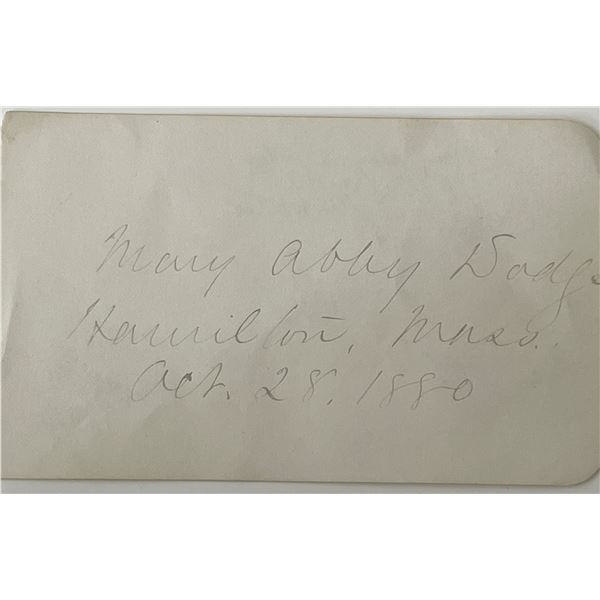 Mary Abby Dodge
Hamilton, Mass.
Oct. 28, 1880